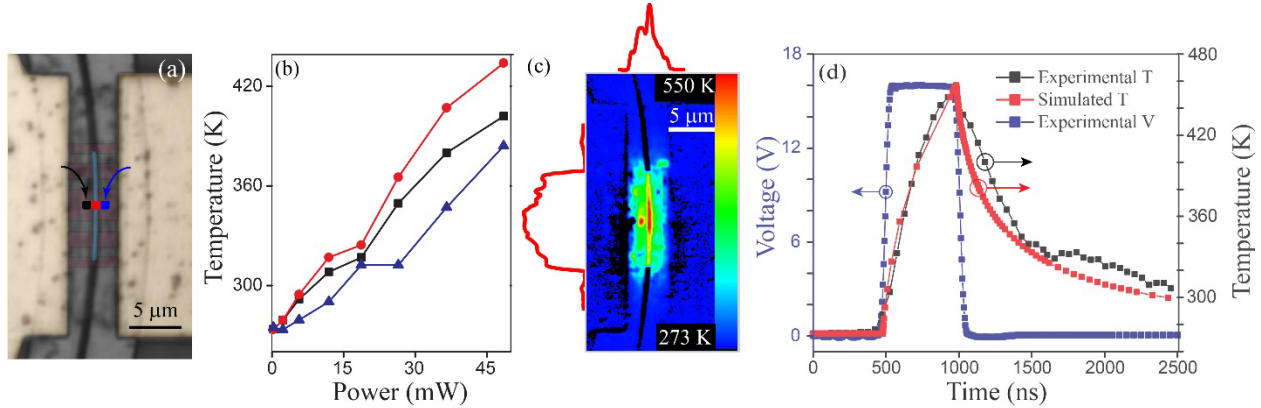 (a)
5 μm
(b)
Temperature (K)
420
360
300
0
15
30
45
Power (mW)
(c)
550 K
5 μm
273 K
(d)
Voltage (V)
18
12
6
0
Experimental T
Simulated T
Experimental V
480
420
360
300
Temperature (K)
0
500
1000
1500
2000
2500
Time (ns)